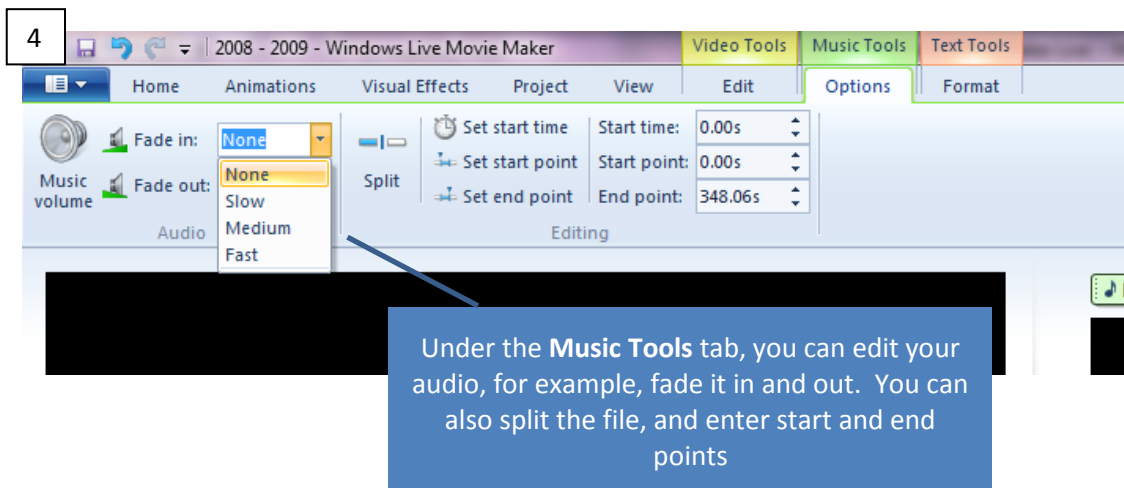 4
2008 - 2009 - Windows Live Movie Maker Video Tools Music Tools Text Tools
Home Animations Visual Effects Project View Edit Options Format
Fade in: None
Fade out:
Music
volume
None
Slow
Medium
Fast
Audio
Split
Set start time Start time: 0.00s
Set start point Start point: 0.00s
Set end point End point: 348.06s
Editing
Under the Music Tools tab, you can edit your
audio, for example, fade it in and out. You can
also split the file, and enter start and end
points